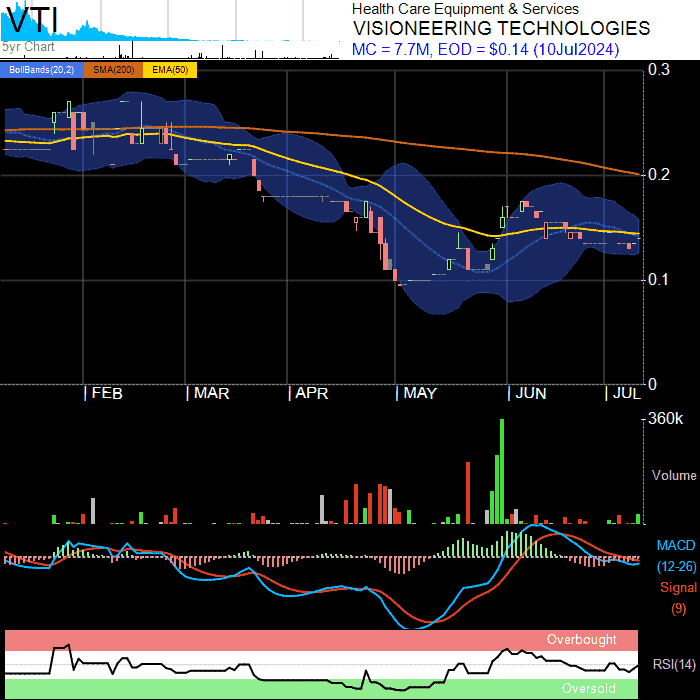 VTI
5yr Chart
Health Care Equipment & Services
VISIONEERING TECHNOLOGIES
MC = 7.7M, EOD = $0.14 (10Jul2024)
BollBands(20,2) SMA(200) EMA(50)
0.3
0.2
0.1
0
| FEB | MAR | APR | MAY | JUN | JUL
360k
Volume
MACD
(12-26)
Signal
(9)
Overbought
RSI(14)
Oversold